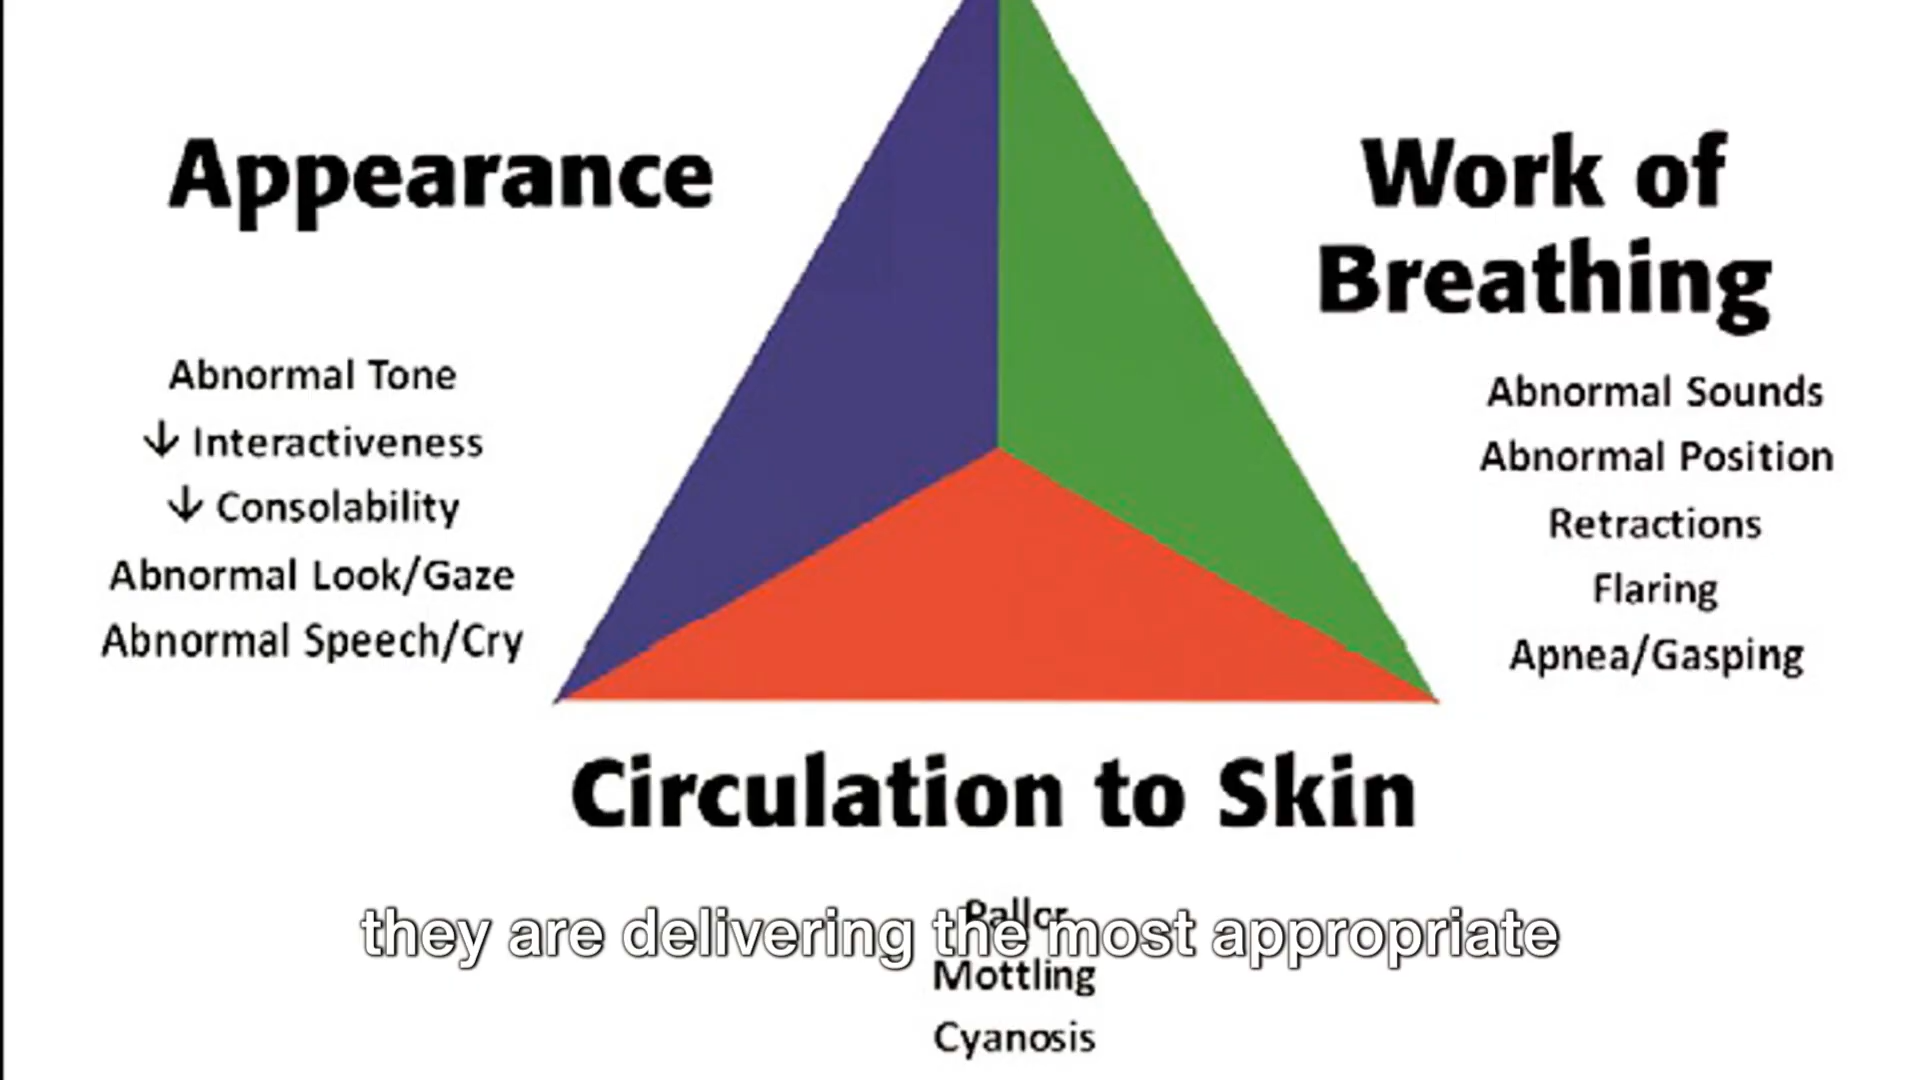 Appearance
Abnormal Tone
↓ Interactiveness
↓ Consolability
Abnormal Look/Gaze
Abnormal Speech/Cry
Work of
Breathing
Abnormal Sounds
Abnormal Position
Retractions
Flaring
Apnea/Gasping
Circulation to Skin
Pallor
they are delivering the most appropriate
Mottling
Cyanosis